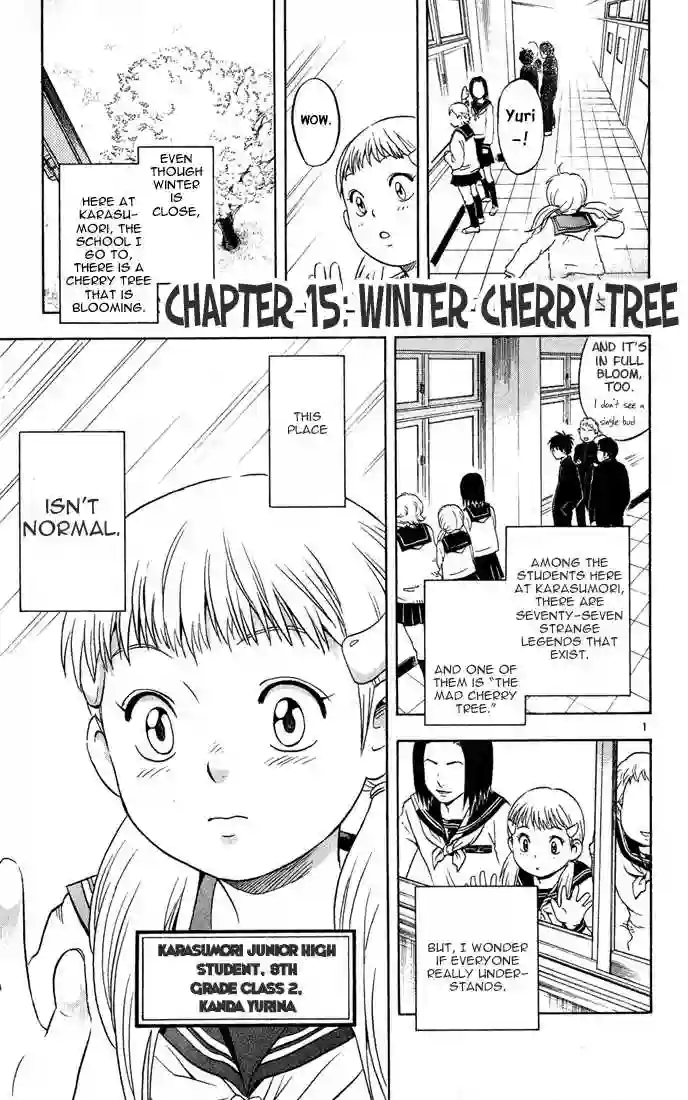 Yuri
-!
WOW.
EVEN
THOUGH
WINTER
IS
CLOSE,
HERE AT
KARASU-
MORI, THE
SCHOOL I
GO TO,
THERE IS A
CHERRY TREE
THAT IS
BLOOMING.
CHAPTER 15: WINTER CHERRY TREE
AND IT'S
IN FULL
BLOOM,
TOO.
I don't see a
single bud
AMONG THE
STUDENTS HERE
AT KARASUMORI,
THERE ARE
SEVENTY-SEVEN
STRANGE
LEGENDS THAT
EXIST.
AND ONE OF
THEM IS "THE
MAD CHERRY
TREE."
1
BUT, I WONDER
IF EVERYONE
REALLY UNDER-
STANDS.
THIS
PLACE
ISN'T
NORMAL.
KARASUMORI JUNIOR HIGH
STUDENT, 8TH
GRADE CLASS 2,
KANDA YURINA